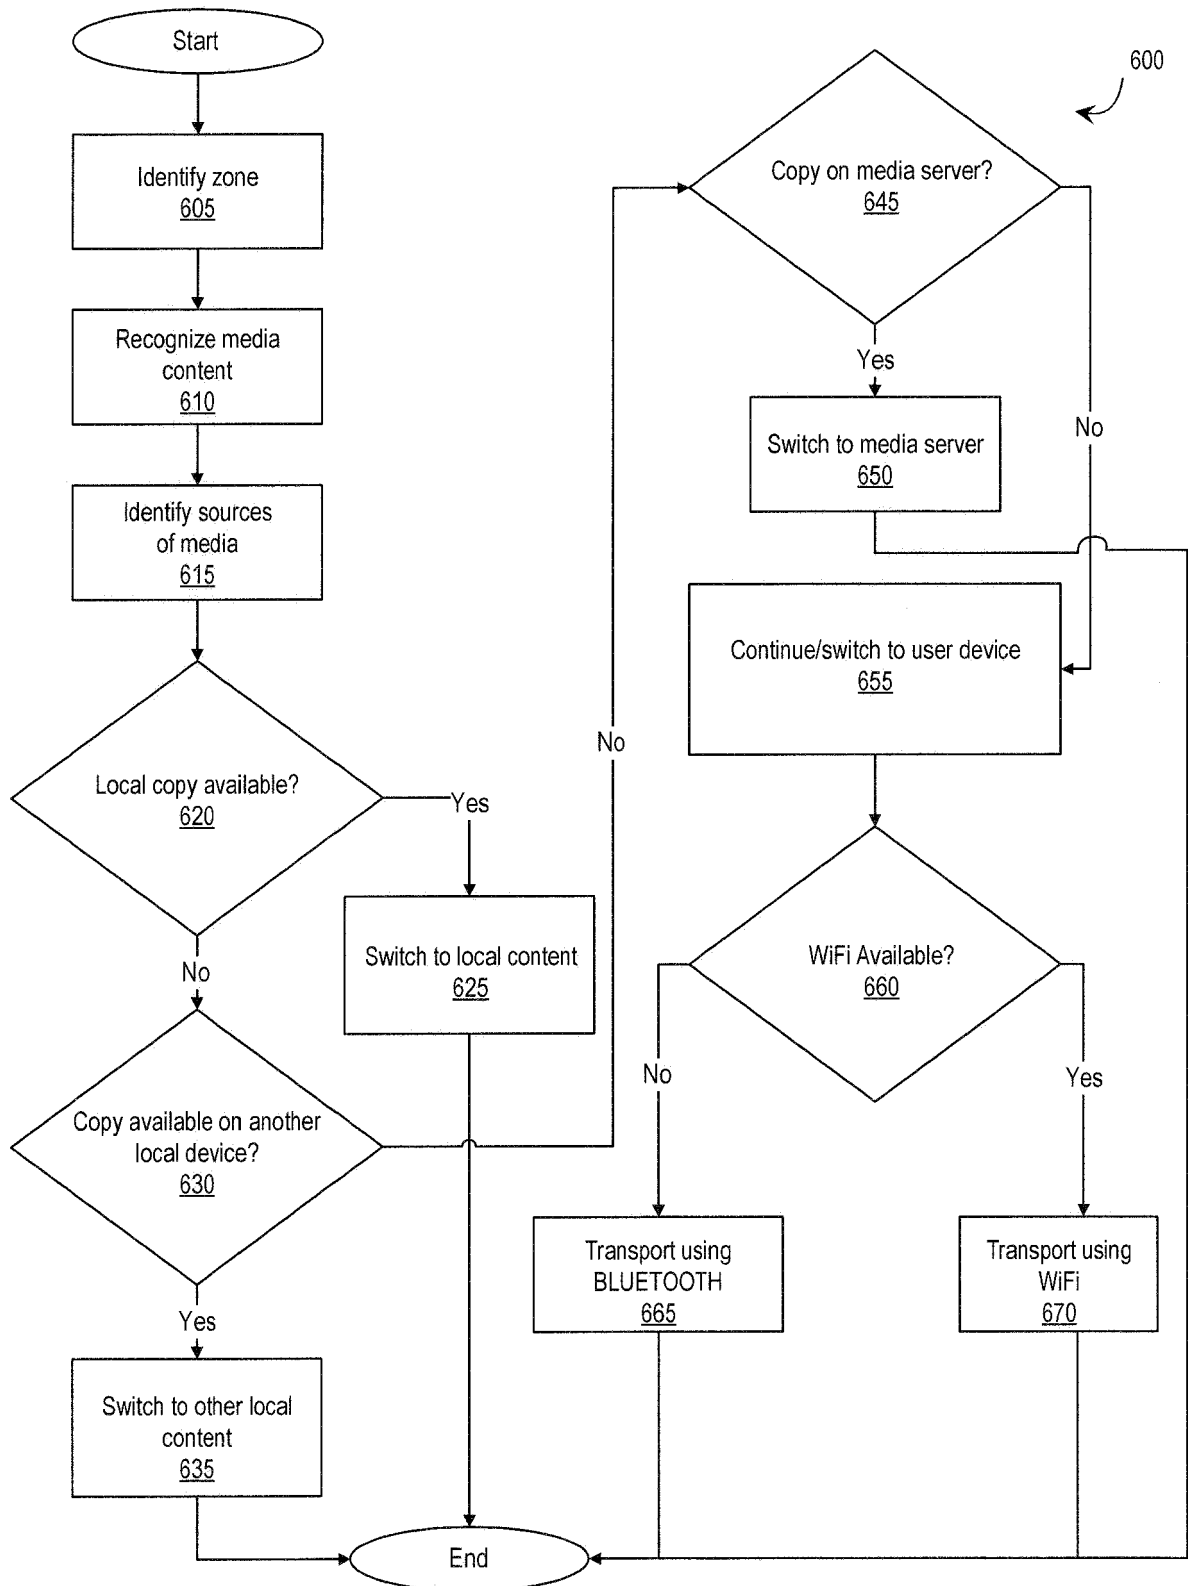 Start
Identify zone
605
Recognize media
content
610
Identify sources
of media
615
Local copy available?
620
Yes
Switch to local content
625
No
Copy available on another
local device?
630
No
Yes
Switch to other local
content
635
600
Copy on media server?
645
Yes
No
Switch to media server
650
Continue/switch to user device
655
WiFi Available?
660
No
Yes
Transport using
BLUETOOTH
665
Transport using
WiFi
670
End